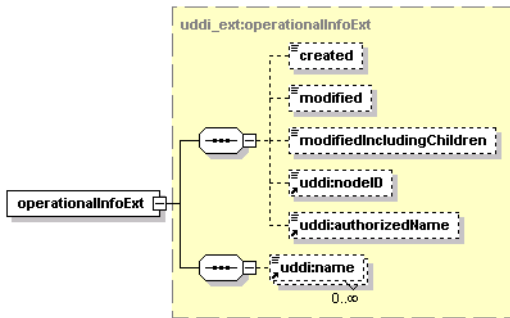 uddi_ext:operationalInfoExt
created
modified
modifiedIncludingChildren
uddi:nodeID
operationalInfoExt
uddi:authorizedName
uddi:name
0..∞